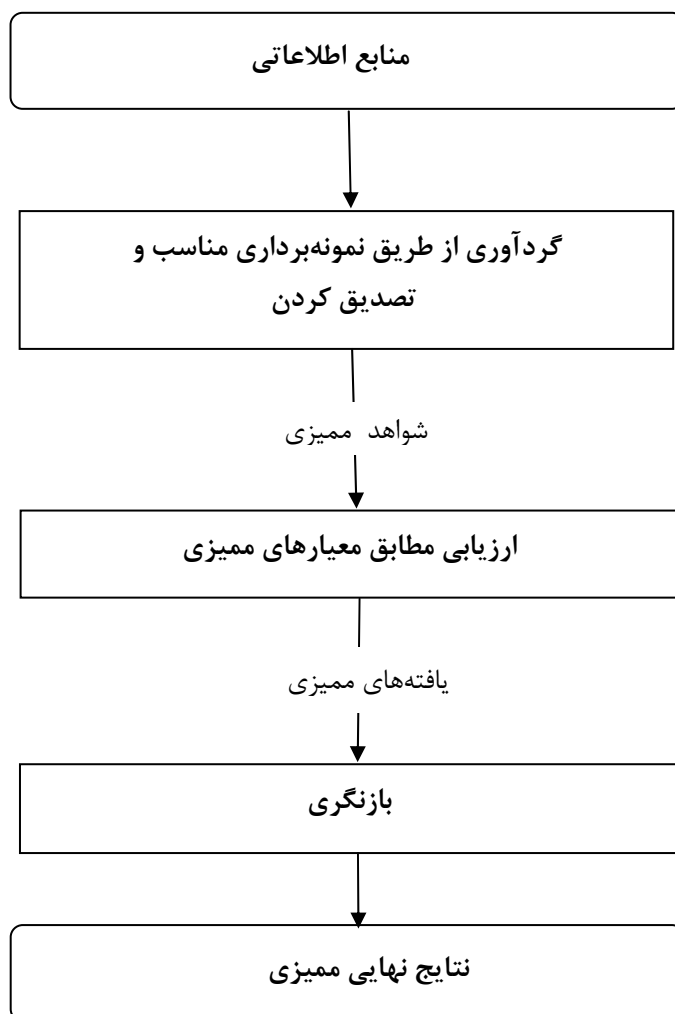 منابع اطلاعاتی
گردآوری از طریق نمونه‌برداری مناسب و
تصدیق کردن
شواهد ممیزی
ارزیابی مطابق معیارهای ممیزی
یافته‌های ممیزی
بازنگری
نتایج نهایی ممیزی